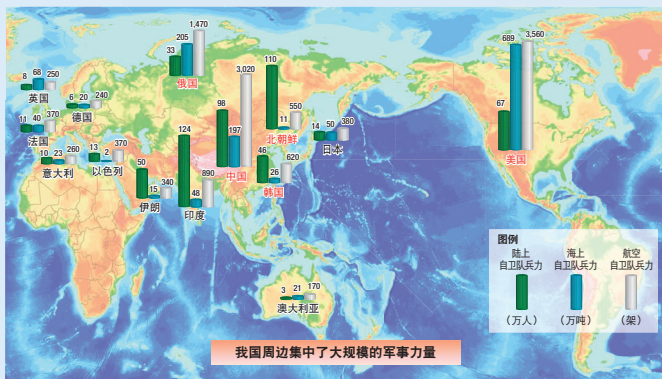 33 205 1,470
俄国
8 68 250
英国
6 20 240
德国
11 40 370
法国
10 23 260
意大利
13 2 370
以色列
50 15 340
伊朗
124 48 890
印度
98 197 3,020
中国
110 11 550
北朝鲜
46 26 620
韩国
14 50 380
日本
67 689 3,560
美国
3 21 170
澳大利亚
图例
陆上 海上 航空
自卫队兵力 自卫队兵力 自卫队兵力
（万人） （万吨） （架）
我国周边集中了大规模的军事力量